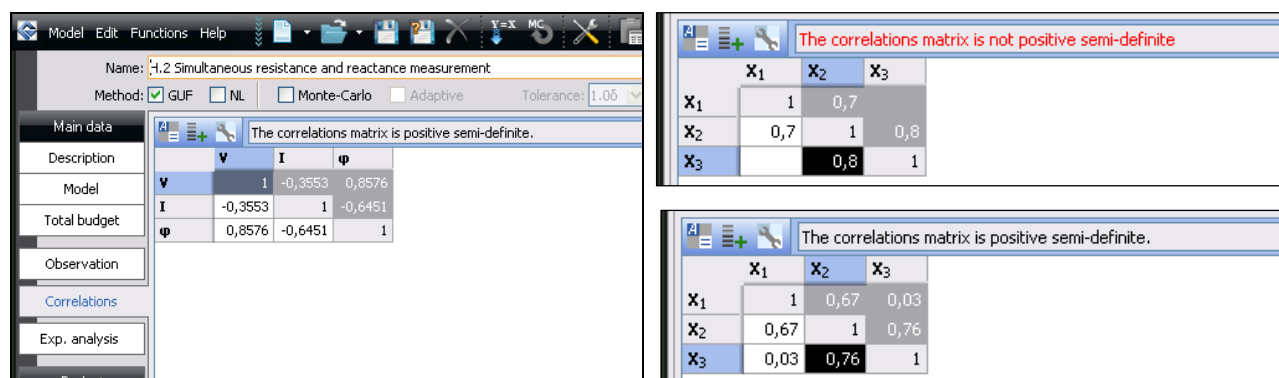 Model Edit Functions Help Y=X MC
Name: H.2 Simultaneous resistance and reactance measurement
Method: GUF NL Monte-Carlo Adaptive Tolerance: 1.0δ
Main data
Description
Model
Total budget
Observation
Correlations
Exp. analysis
The correlations matrix is positive semi-definite.
V I φ
V 1 -0,3553 0,8576
I -0,3553 1 -0,6451
φ 0,8576 -0,6451 1
The correlations matrix is not positive semi-definite
X₁ X₂ X₃
X₁ 1 0,7
X₂ 0,7 1 0,8
X₃ 0,8 1
The correlations matrix is positive semi-definite.
X₁ X₂ X₃
X₁ 1 0,67 0,03
X₂ 0,67 1 0,76
X₃ 0,03 0,76 1